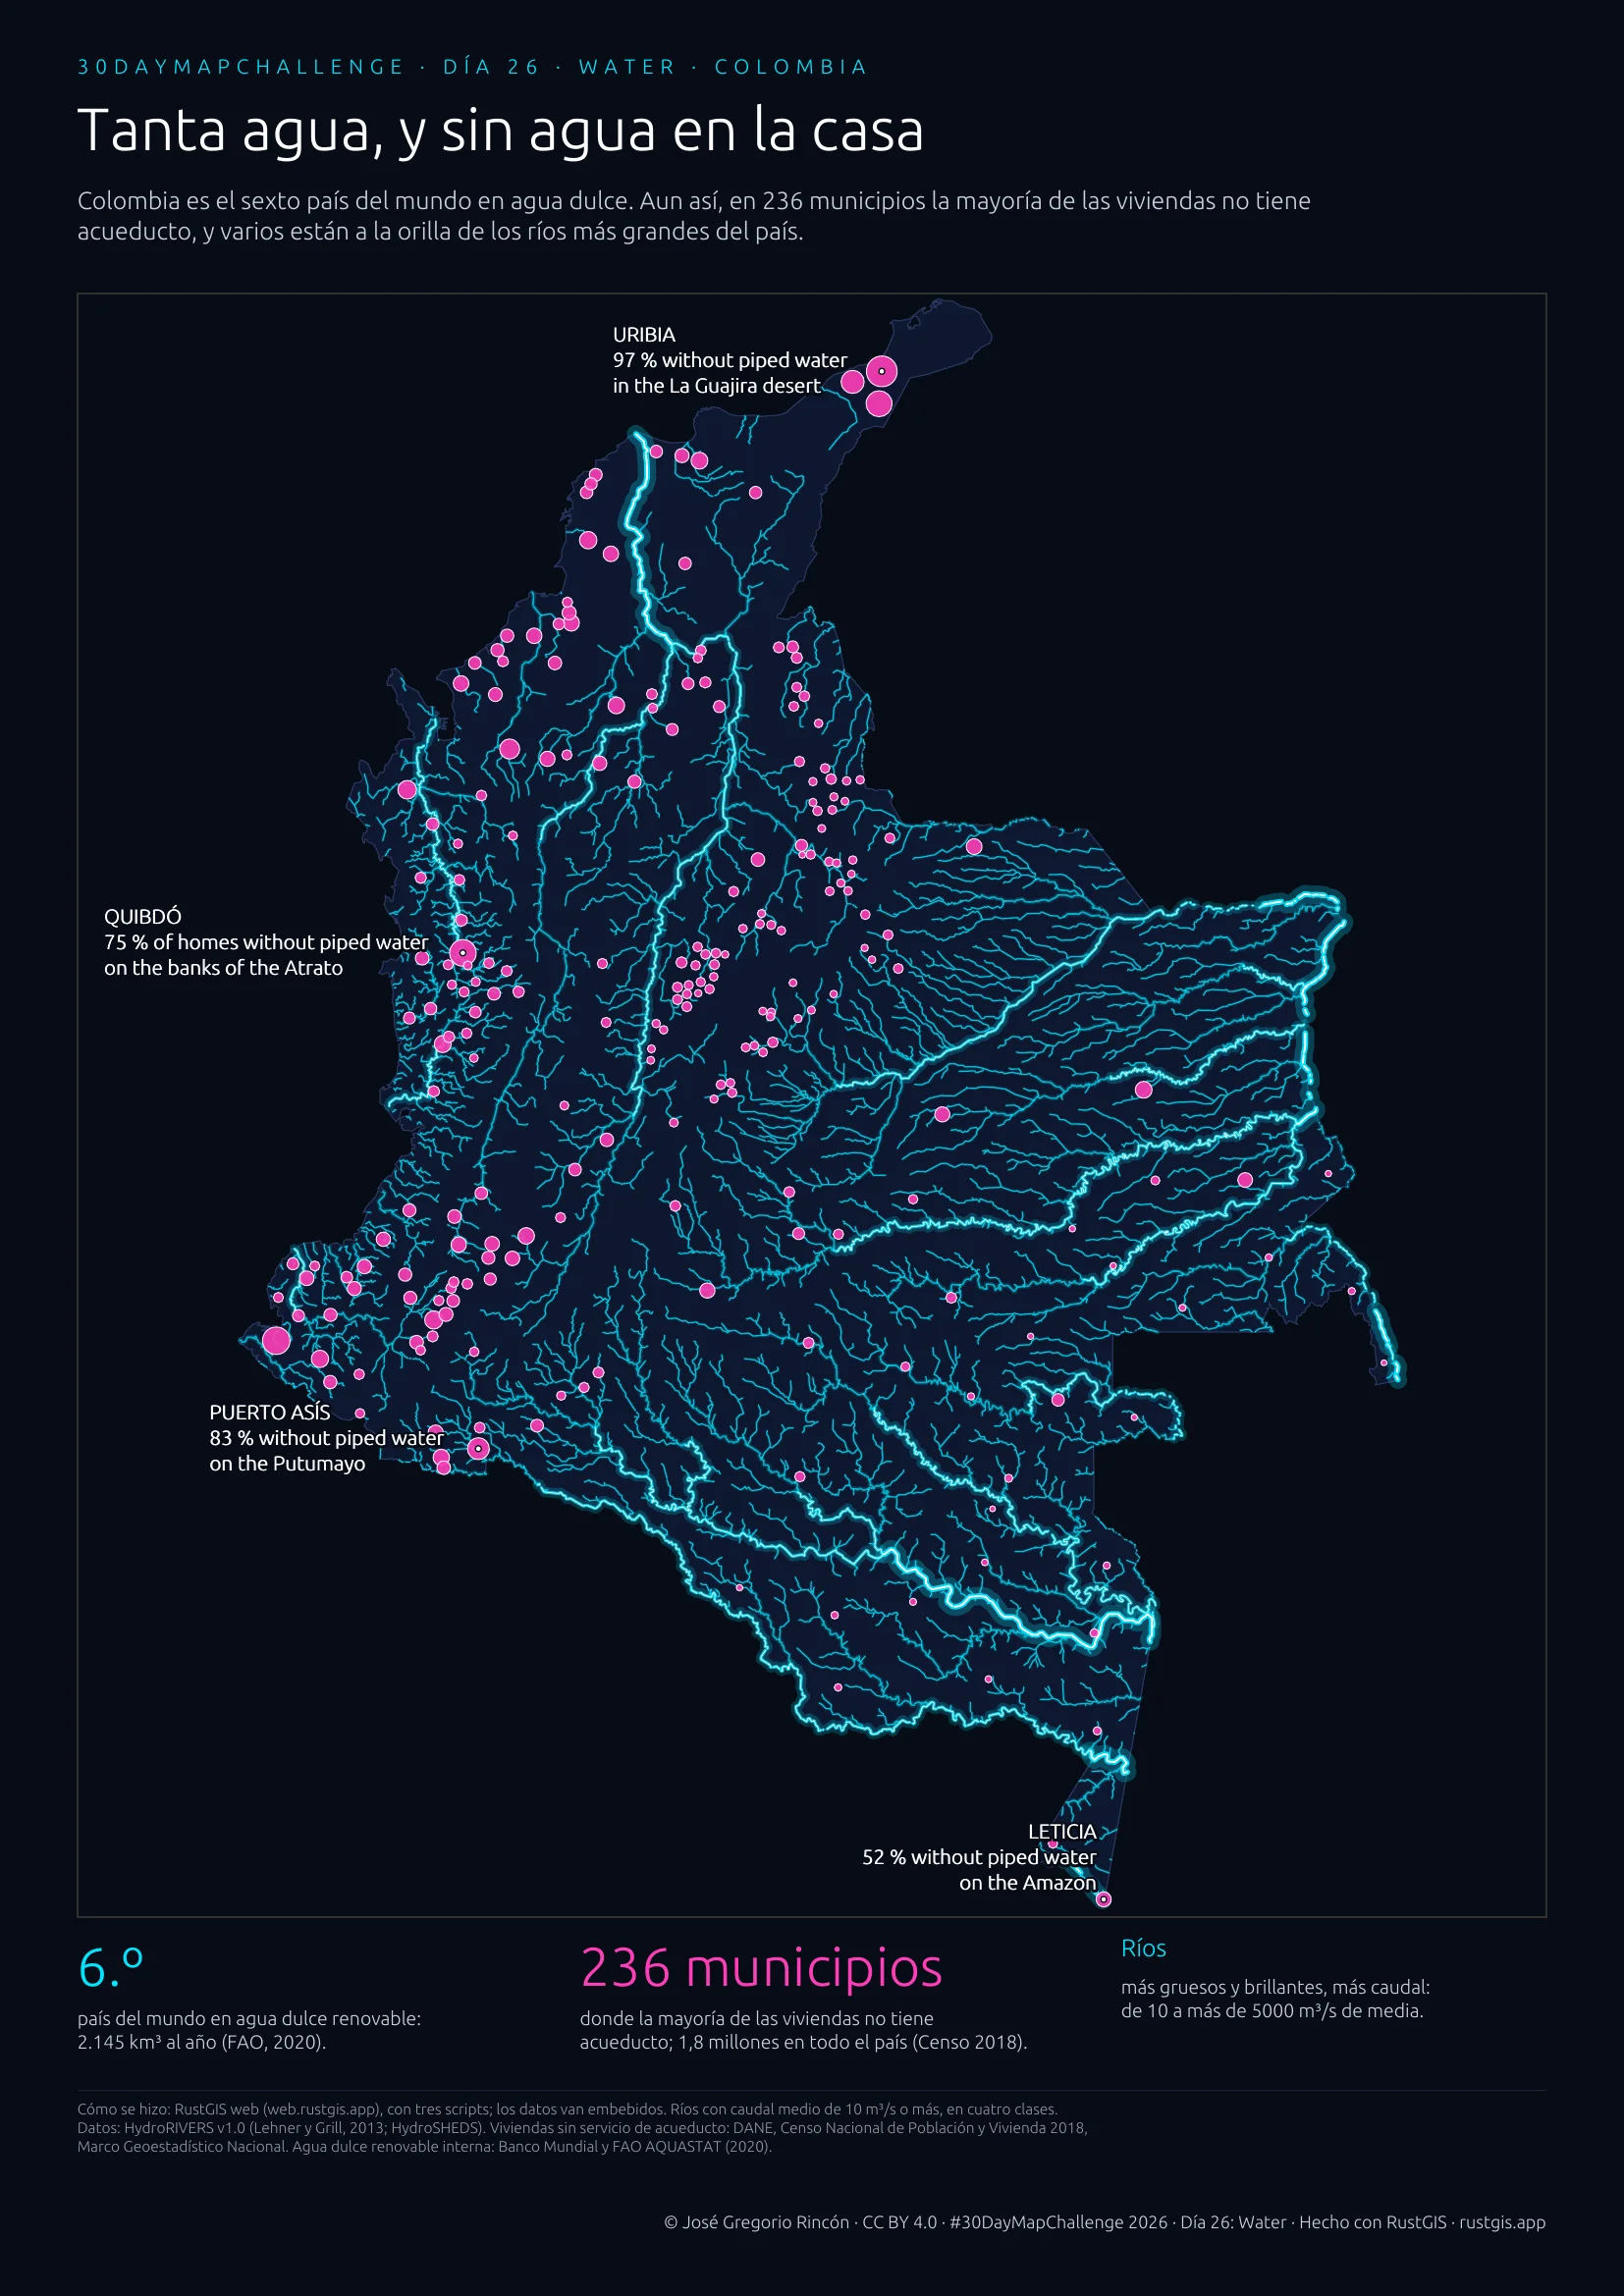 30DAYMAPCHALLENGE · DÍA 26 · WATER · COLOMBIA
Tanta agua, y sin agua en la casa
Colombia es el sexto país del mundo en agua dulce. Aun así, en 236 municipios la mayoría de las viviendas no tiene
acueducto, y varios están a la orilla de los ríos más grandes del país.
URIBIA
97 % without piped water
in the La Guajira desert
QUIBDÓ
75 % of homes without piped water
on the banks of the Atrato
PUERTO ASÍS
83 % without piped water
on the Putumayo
LETICIA
52 % without piped water
on the Amazon
6.º
país del mundo en agua dulce renovable:
2.145 km³ al año (FAO, 2020).
236 municipios
donde la mayoría de las viviendas no tiene
acueducto; 1,8 millones en todo el país (Censo 2018).
Ríos
más gruesos y brillantes, más caudal:
de 10 a más de 5000 m³/s de media.
Cómo se hizo: RustGIS web (web.rustgis.app), con tres scripts; los datos van embebidos. Ríos con caudal medio de 10 m³/s o más, en cuatro clases.
Datos: HydroRIVERS v1.0 (Lehner y Grill, 2013; HydroSHEDS). Viviendas sin servicio de acueducto: DANE, Censo Nacional de Población y Vivienda 2018,
Marco Geoestadístico Nacional. Agua dulce renovable interna: Banco Mundial y FAO AQUASTAT (2020).
© José Gregorio Rincón · CC BY 4.0 · #30DayMapChallenge 2026 · Día 26: Water · Hecho con RustGIS · rustgis.app